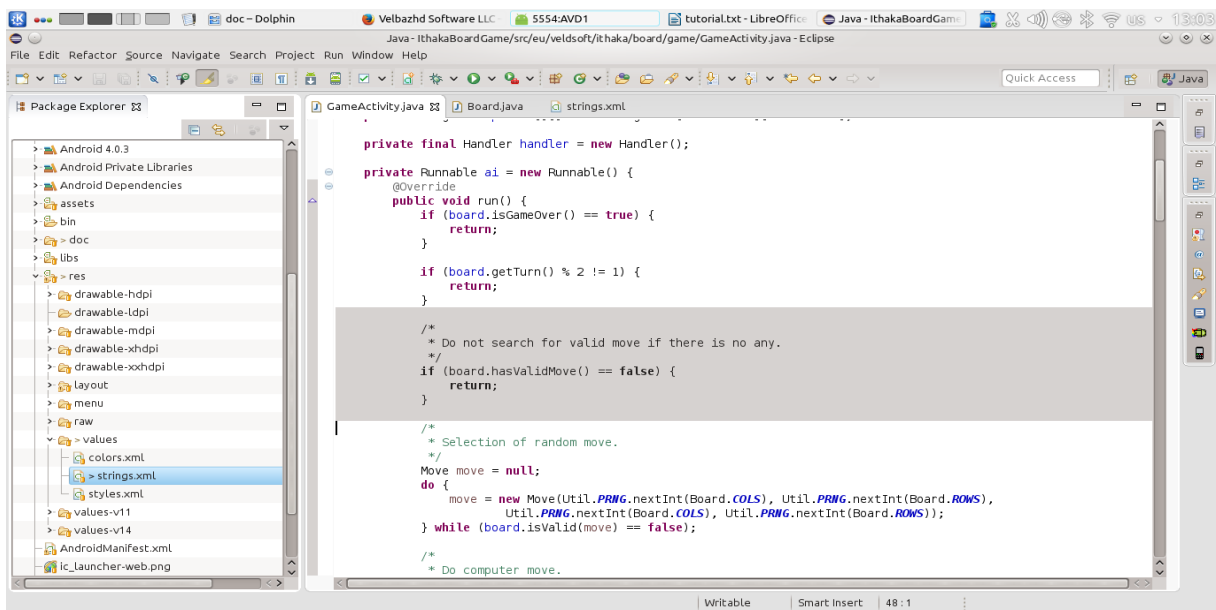 doc – Dolphin
Velbazhd Software LLC
5554:AVD1
tutorial.txt - LibreOffice
Java - IthakaBoardGame
US
13:03
Java - IthakaBoardGame/src/eu/veldsoft/ithaka/board/game/GameActivity.java - Eclipse
File Edit Refactor Source Navigate Search Project Run Window Help
Quick Access
Java
Package Explorer
GameActivity.java
Board.java
strings.xml
Android 4.0.3
Android Private Libraries
Android Dependencies
assets
bin
> doc
libs
> res
drawable-hdpi
drawable-ldpi
drawable-mdpi
drawable-xhdpi
drawable-xxhdpi
layout
menu
raw
> values
colors.xml
> strings.xml
styles.xml
values-v11
values-v14
AndroidManifest.xml
ic_launcher-web.png
private final Handler handler = new Handler();
private Runnable ai = new Runnable() {
@Override
public void run() {
if (board.isGameOver() == true) {
return;
}
if (board.getTurn() % 2 != 1) {
return;
}
/*
* Do not search for valid move if there is no any.
*/
if (board.hasValidMove() == false) {
return;
}
/*
* Selection of random move.
*/
Move move = null;
do {
move = new Move(Util.PRNG.nextInt(Board.COLS), Util.PRNG.nextInt(Board.ROWS),
Util.PRNG.nextInt(Board.COLS), Util.PRNG.nextInt(Board.ROWS));
} while (board.isValid(move) == false);
/*
* Do computer move.
Writable
Smart Insert
48 : 1